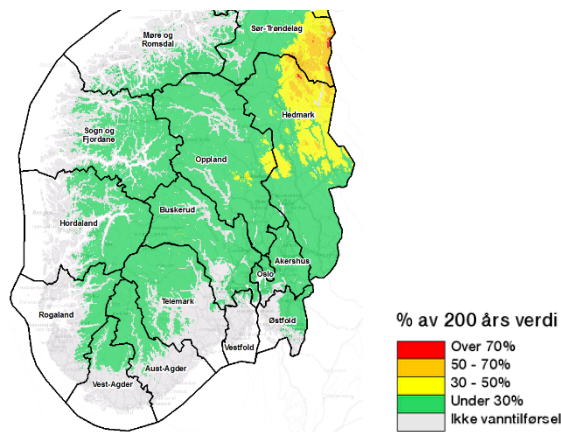 Møre og
Romsdal
Sør-Trøndelag
Hedmark
Sogn og
Fjordane
Oppland
Hordaland
Buskerud
Akershus
Oslo
Rogaland
Telemark
Østfold
Vestfold
Aust-Agder
Vest-Agder
% av 200 års verdi
Over 70%
50 - 70%
30 - 50%
Under 30%
Ikke vanntilførsel